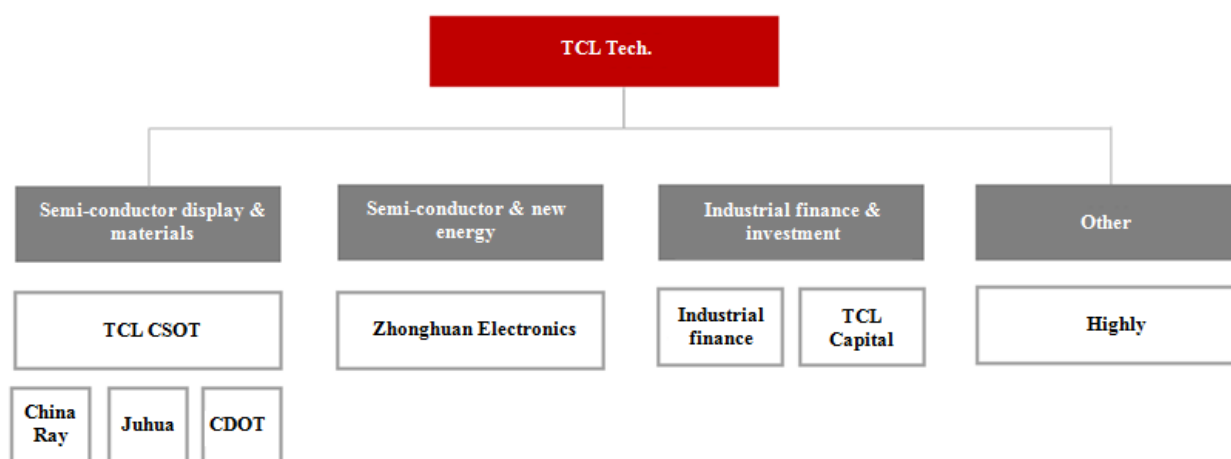 TCL Tech.
Semi-conductor display &
materials
Semi-conductor & new
energy
Industrial finance &
investment
Other
TCL CSOT
Zhonghuan Electronics
Industrial
finance
TCL
Capital
Highly
China
Ray
Juhua
CDOT